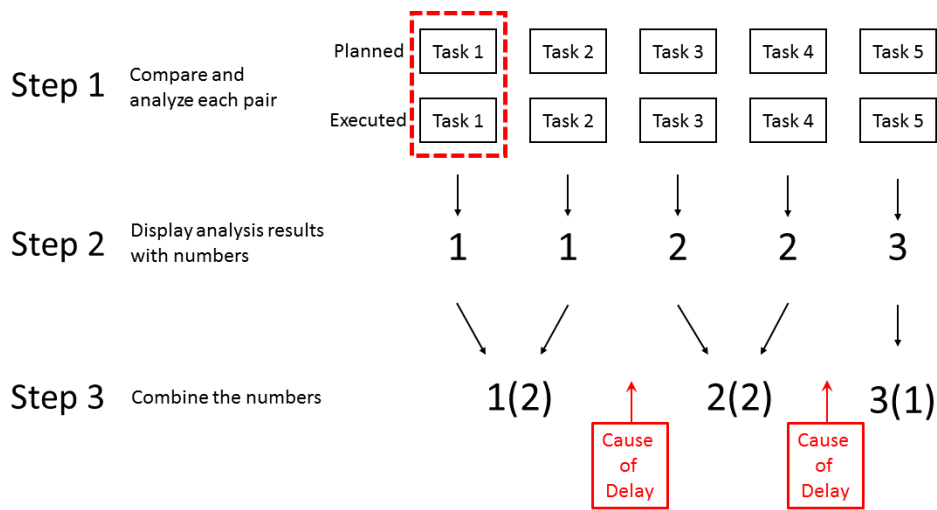 Planned
Task 1
Task 2
Task 3
Task 4
Task 5
Step 1
Compare and
analyze each pair
Executed
Task 1
Task 2
Task 3
Task 4
Task 5
Step 2
Display analysis results
with numbers
1
1
2
2
3
Step 3
Combine the numbers
1(2)
2(2)
3(1)
Cause
of
Delay
Cause
of
Delay